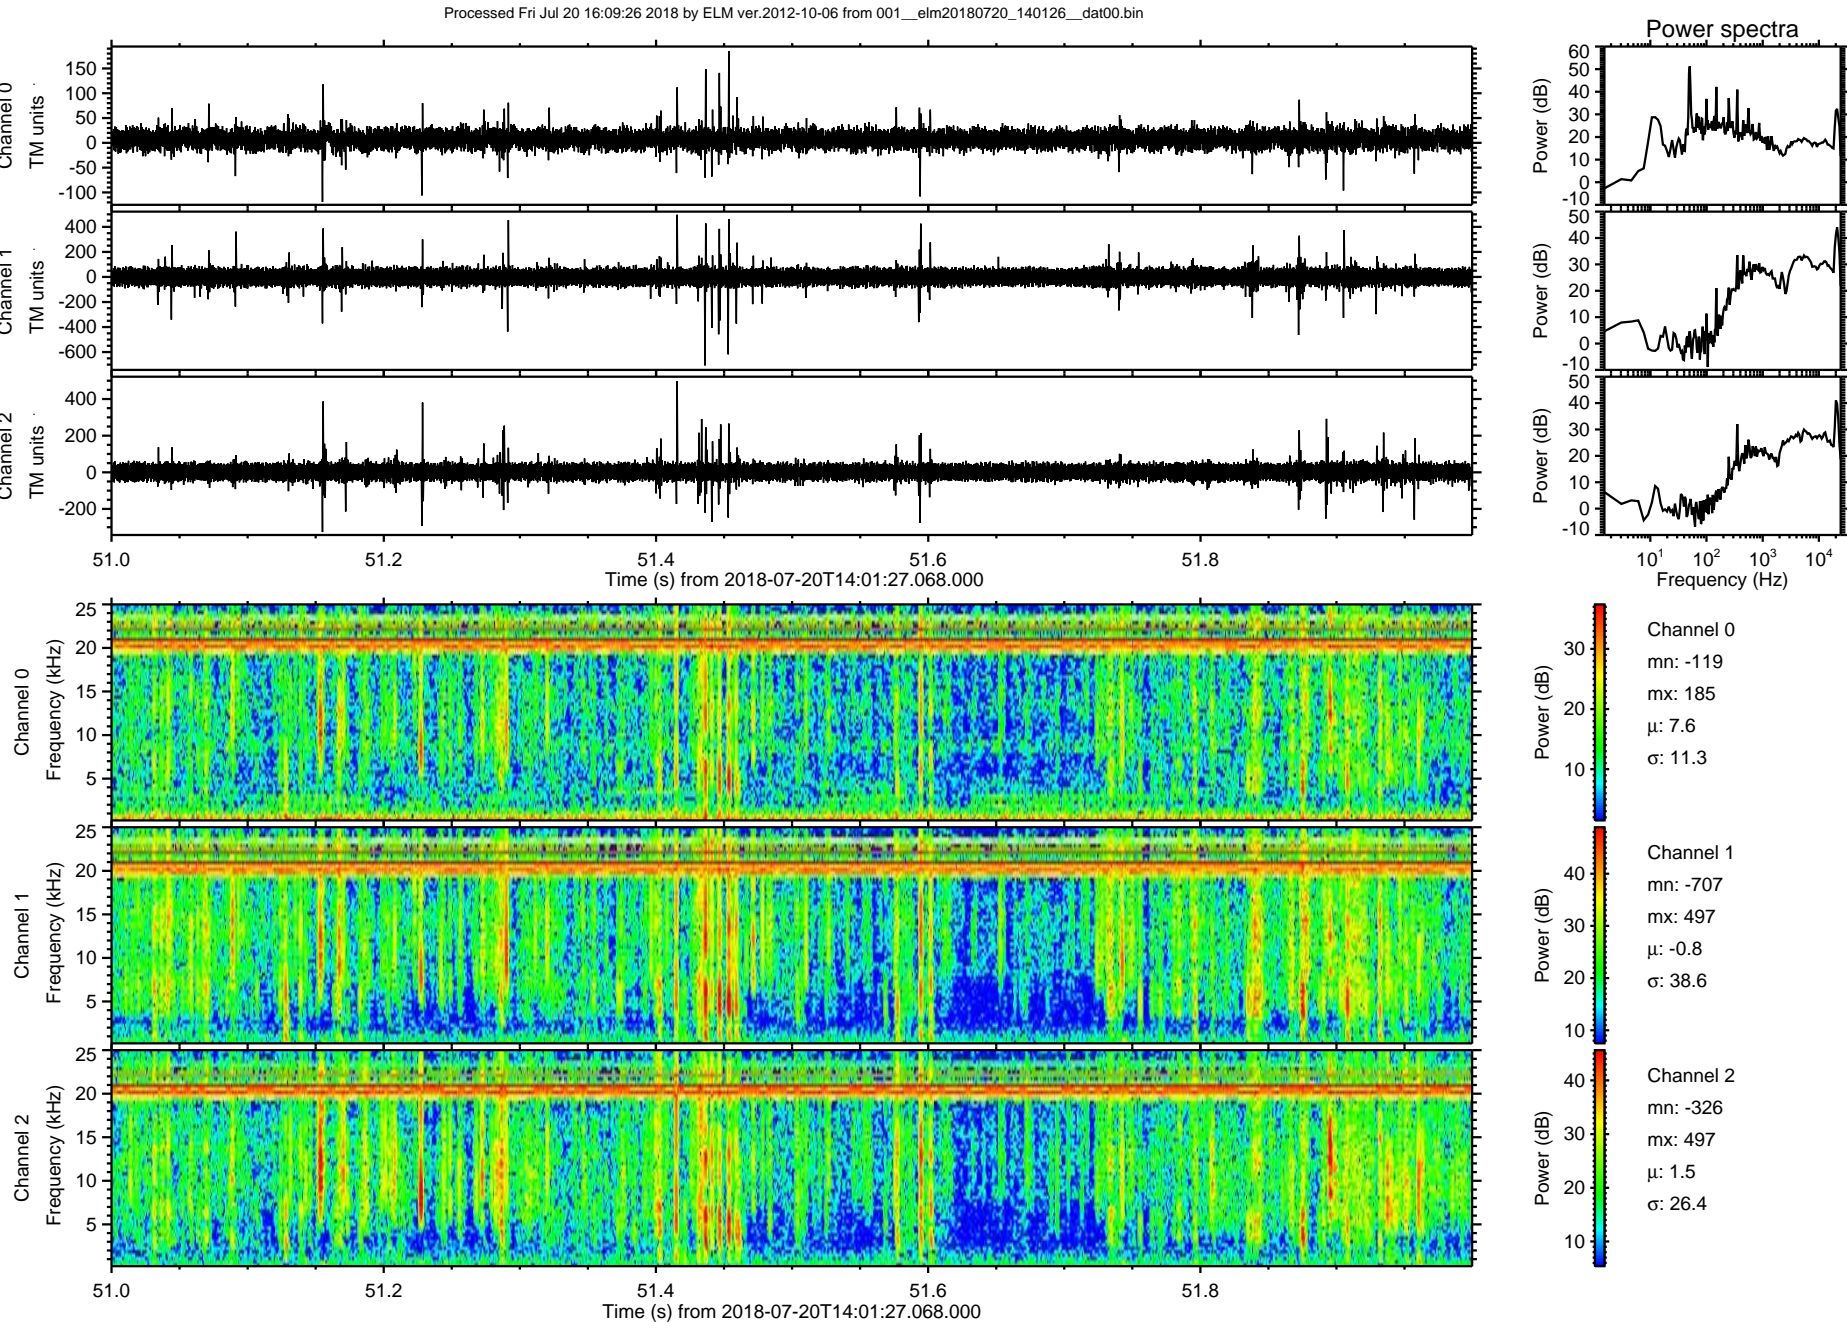 Processed Fri Jul 20 16:09:26 2018 by ELM ver.2012-10-06 from 001__elm20180720_140126__dat00.bin
Power spectra
Channel 0
TM units
150
100
50
0
-50
-100
Power (dB)
60
50
40
30
20
10
0
-10
Channel 1
TM units
400
200
0
-200
-400
-600
Power (dB)
50
40
30
20
10
0
-10
Channel 2
TM units
400
200
0
-200
Power (dB)
50
40
30
20
10
0
-10
51.0 51.2 51.4 51.6 51.8
Time (s) from 2018-07-20T14:01:27.068.000
10^1 10^2 10^3 10^4
Frequency (Hz)
Channel 0
Frequency (kHz)
25
20
15
10
5
Power (dB)
30
20
10
Channel 0
mn: -119
mx: 185
μ: 7.6
σ: 11.3
Channel 1
Frequency (kHz)
25
20
15
10
5
Power (dB)
40
30
20
10
Channel 1
mn: -707
mx: 497
μ: -0.8
σ: 38.6
Channel 2
Frequency (kHz)
25
20
15
10
5
Power (dB)
40
30
20
10
Channel 2
mn: -326
mx: 497
μ: 1.5
σ: 26.4
51.0 51.2 51.4 51.6 51.8
Time (s) from 2018-07-20T14:01:27.068.000